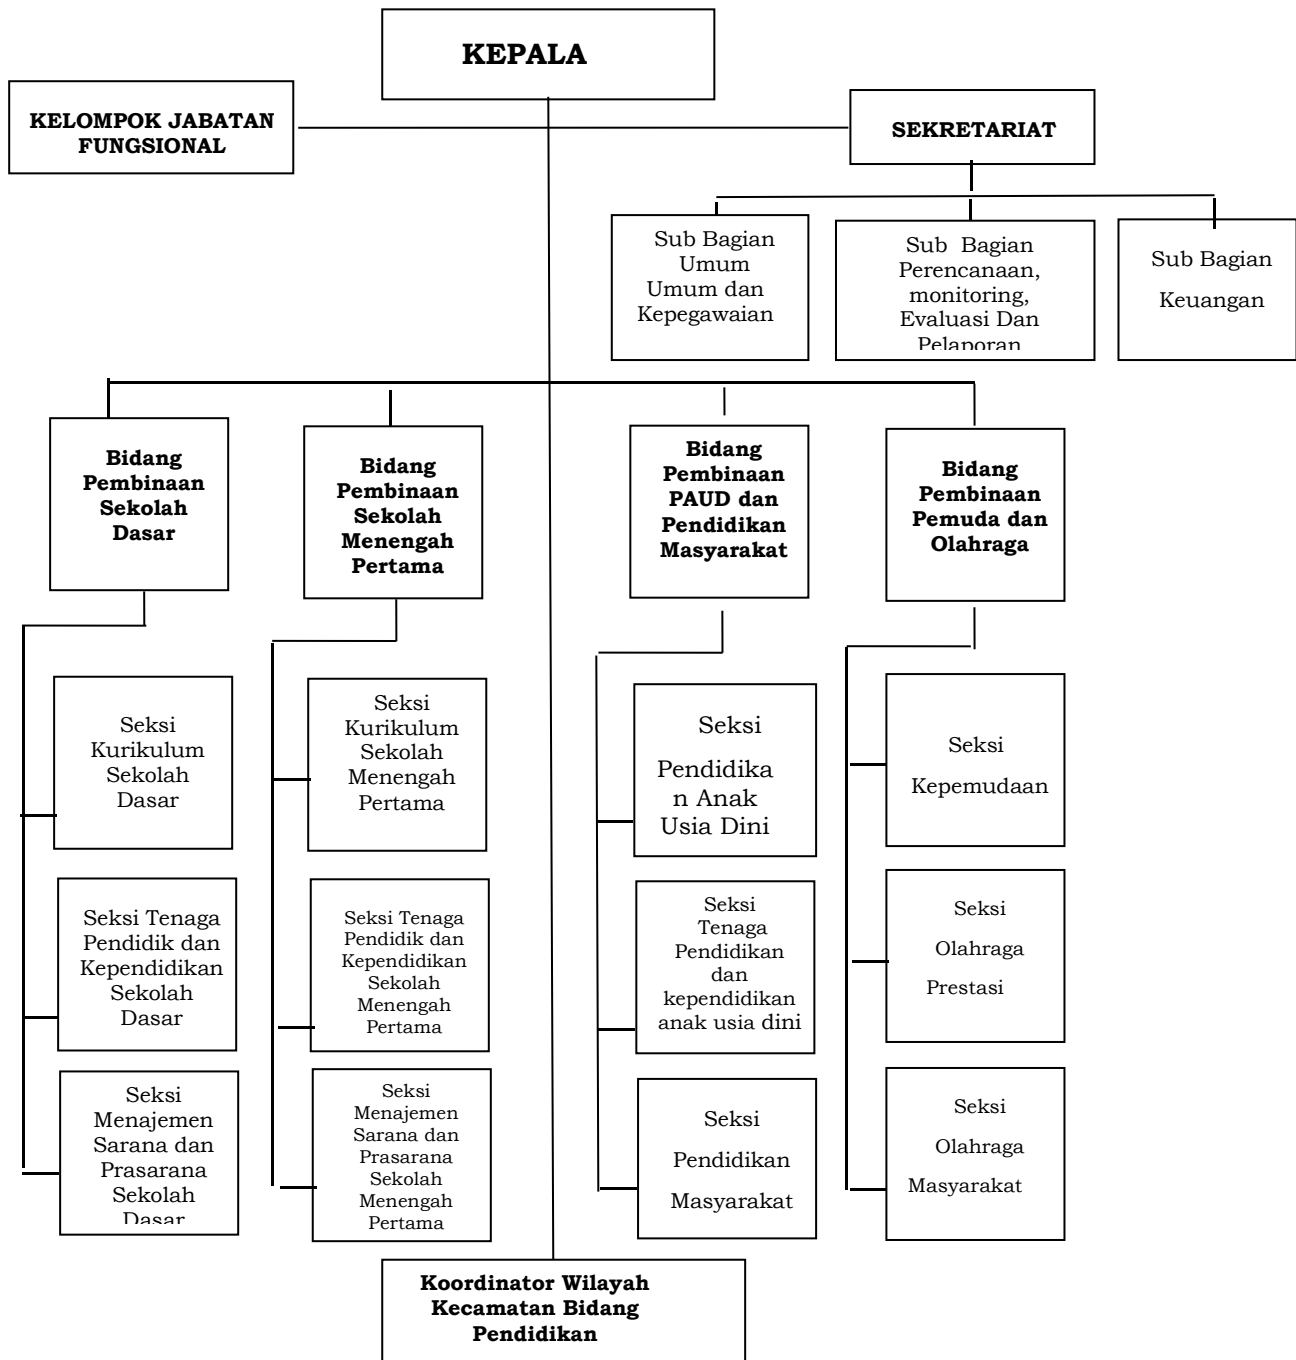 KEPALA
KELOMPOK JABATAN
FUNGSIONAL
SEKRETARIAT
Sub Bagian
Umum
Umum dan
Kepegawaian
Sub Bagian
Perencanaan,
monitoring,
Evaluasi Dan
Pelaporan
Sub Bagian
Keuangan
Bidang
Pembinaan
Sekolah
Dasar
Bidang
Pembinaan
Sekolah
Menengah
Pertama
Bidang
Pembinaan
PAUD dan
Pendidikan
Masyarakat
Bidang
Pembinaan
Pemuda dan
Olahraga
Seksi
Kurikulum
Sekolah
Dasar
Seksi
Kurikulum
Sekolah
Menengah
Pertama
Seksi
Pendidika
n Anak
Usia Dini
Seksi
Kepemudaan
Seksi Tenaga
Pendidik dan
Kependidikan
Sekolah
Dasar
Seksi Tenaga
Pendidik dan
Kependidikan
Sekolah
Menengah
Pertama
Seksi
Tenaga
Pendidikan
dan
kependidikan
anak usia dini
Seksi
Olahraga
Prestasi
Seksi
Menajemen
Sarana dan
Prasarana
Sekolah
Dasar
Seksi
Menajemen
Sarana dan
Prasarana
Sekolah
Menengah
Pertama
Seksi
Pendidikan
Masyarakat
Seksi
Olahraga
Masyarakat
Koordinator Wilayah
Kecamatan Bidang
Pendidikan